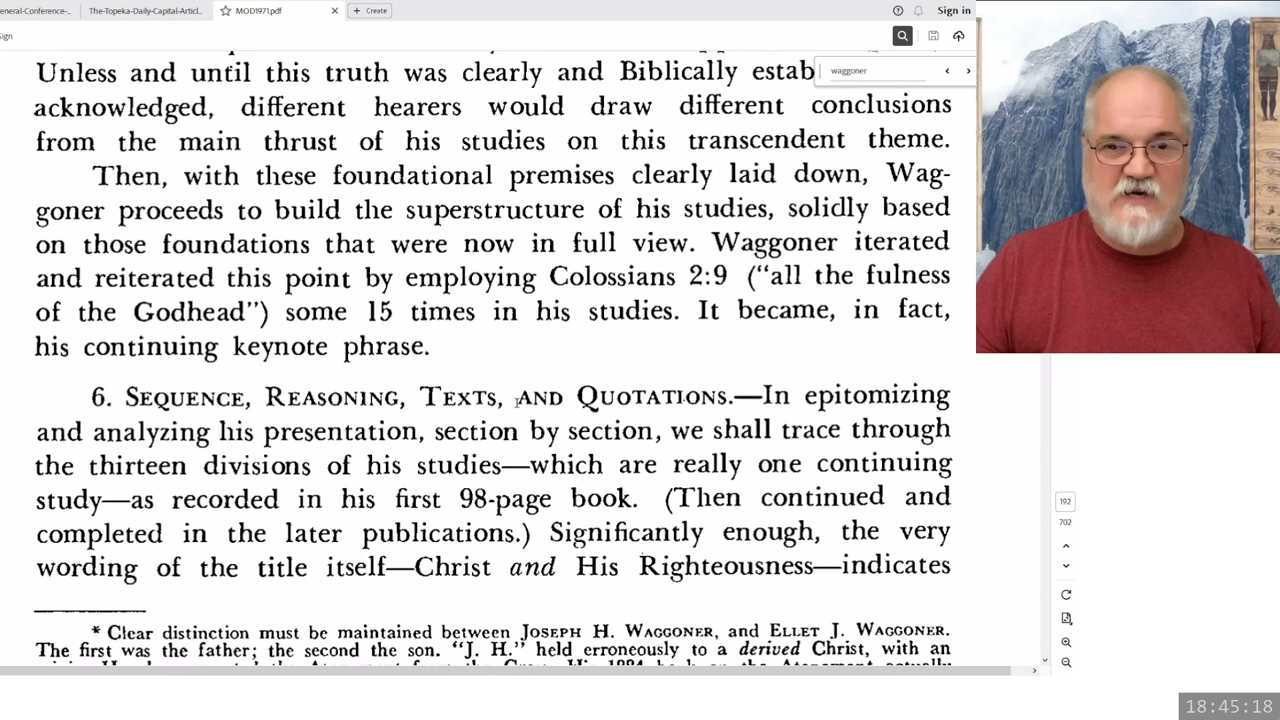 eneral-Conference-...
The-Topeka-Daily-Capital-Articl...
MOD1971.pdf
Create
Sign in
ign
waggoner
Unless and until this truth was clearly and Biblically estab
acknowledged, different hearers would draw different conclusions
from the main thrust of his studies on this transcendent theme.
Then, with these foundational premises clearly laid down, Wag-
goner proceeds to build the superstructure of his studies, solidly based
on those foundations that were now in full view. Waggoner iterated
and reiterated this point by employing Colossians 2:9 (“all the fulness
of the Godhead”) some 15 times in his studies. It became, in fact,
his continuing keynote phrase.
6. SEQUENCE, REASONING, TEXTS, AND QUOTATIONS.—In epitomizing
and analyzing his presentation, section by section, we shall trace through
the thirteen divisions of his studies—which are really one continuing
study—as recorded in his first 98-page book. (Then continued and
completed in the later publications.) Significantly enough, the very
wording of the title itself—Christ and His Righteousness—indicates
* Clear distinction must be maintained between JOSEPH H. WAGGONER, and ELLET J. WAGGONER.
The first was the father; the second the son. “J. H.” held erroneously to a derived Christ, with an
192
702
18:45:18